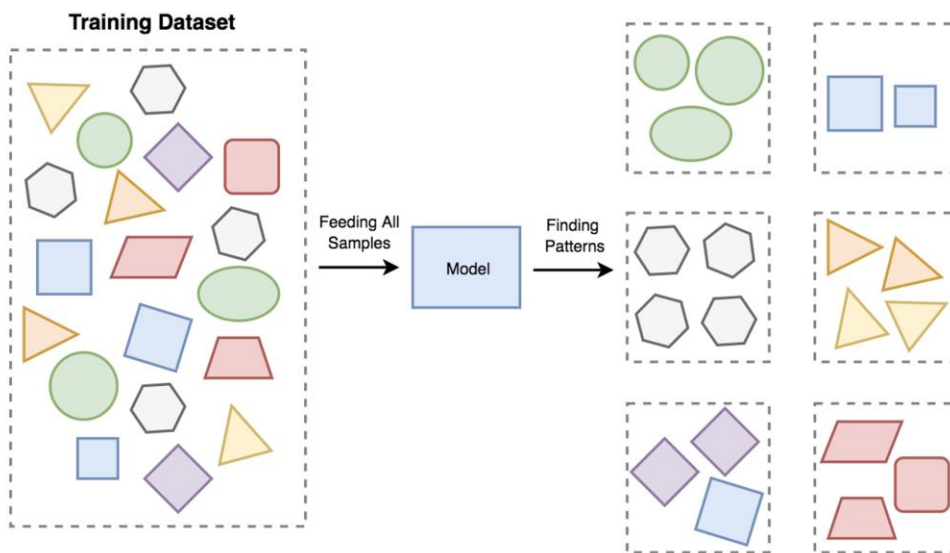 Training Dataset
Feeding All
Samples
Model
Finding
Patterns